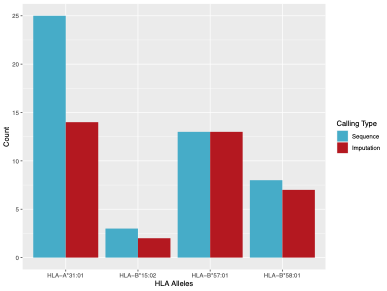 25
20
15
10
5
0
Count
HLA−A*31:01
HLA−B*15:02
HLA−B*57:01
HLA−B*58:01
HLA Alleles
Calling Type
Sequence
Imputation